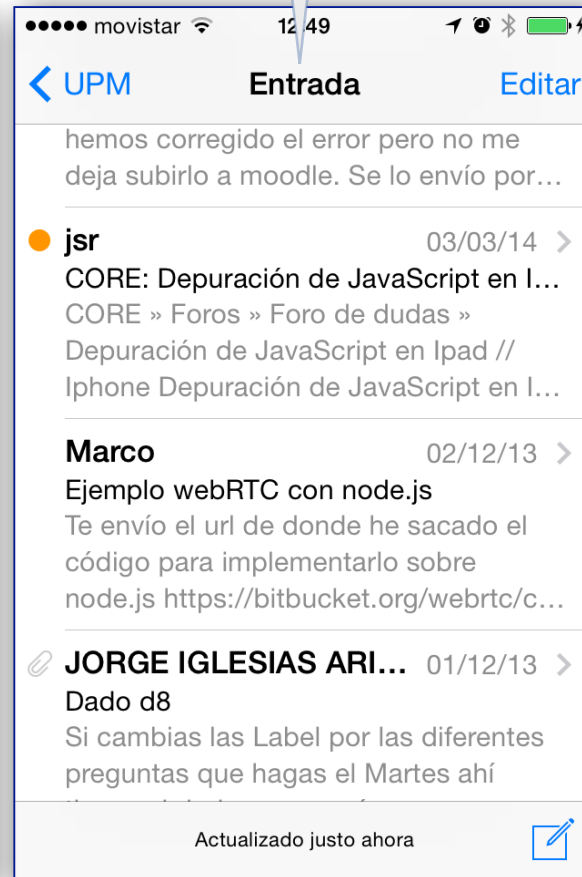 movistar 12:49
UPM Entrada Editar
hemos corregido el error pero no me
deja subirlo a moodle. Se lo envío por...
jsr 03/03/14
CORE: Depuración de JavaScript en I...
CORE » Foros » Foro de dudas »
Depuración de JavaScript en Ipad //
Iphone Depuración de JavaScript en I...
Marco 02/12/13
Ejemplo webRTC con node.js
Te envío el url de donde he sacado el
código para implementarlo sobre
node.js https://bitbucket.org/webrtc/c...
JORGE IGLESIAS ARI... 01/12/13
Dado d8
Si cambias las Label por las diferentes
preguntas que hagas el Martes ahí
Actualizado justo ahora